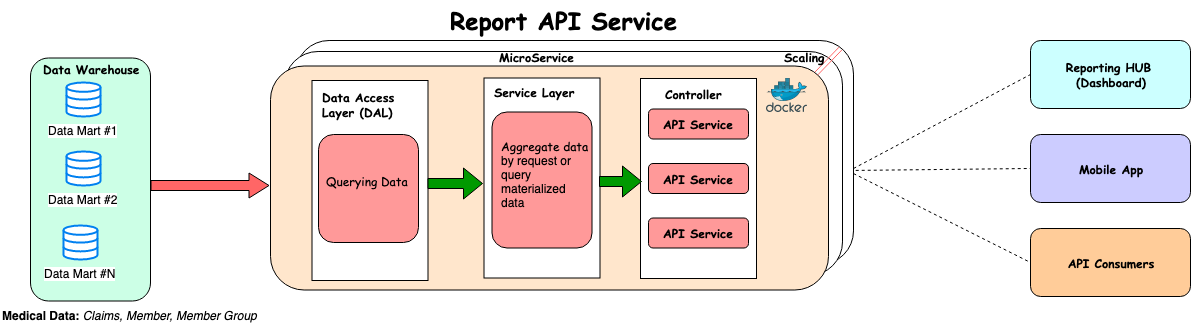 Report API Service
Data Warehouse
Data Mart #1
Data Mart #2
Data Mart #N
Medical Data: Claims, Member, Member Group
MicroService
Scaling
docker
Data Access
Layer (DAL)
Querying Data
Service Layer
Aggregate data
by request or
query
materialized
data
Controller
API Service
API Service
API Service
Reporting HUB
(Dashboard)
Mobile App
API Consumers